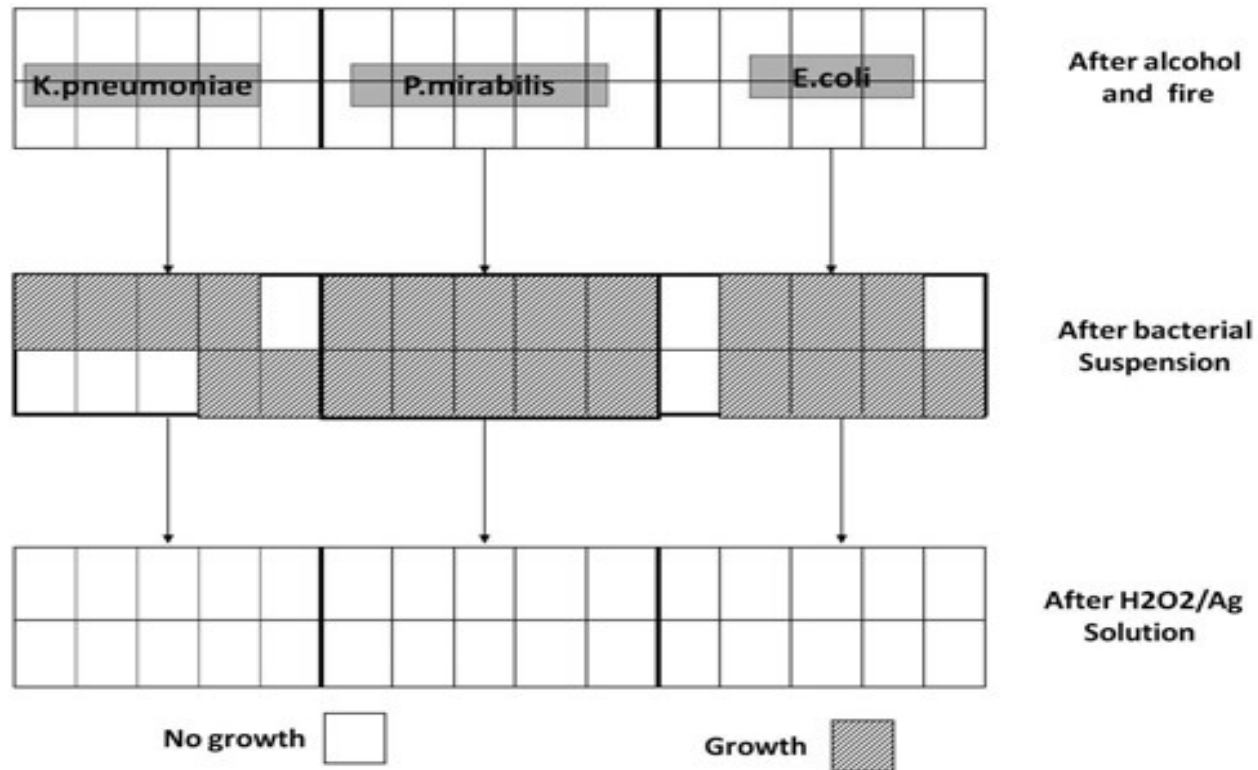 K.pneumoniae
P.mirabilis
E.coli
After alcohol
and fire
After bacterial
Suspension
After H2O2/Ag
Solution
No growth
Growth